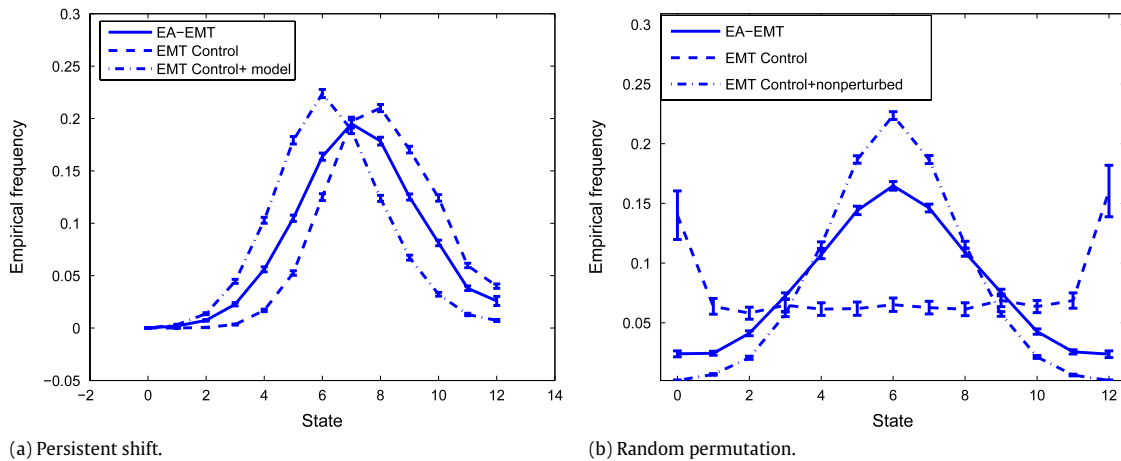 0.3
0.25
0.2
0.15
0.1
0.05
0
−0.05
Empirical frequency
EA−EMT
EMT Control
EMT Control+ model
−2 0 2 4 6 8 10 12 14
State
(a) Persistent shift.
0.3
0.25
0.2
0.15
0.1
0.05
Empirical frequency
EA−EMT
EMT Control
EMT Control+nonperturbed
0 2 4 6 8 10 12
State
(b) Random permutation.